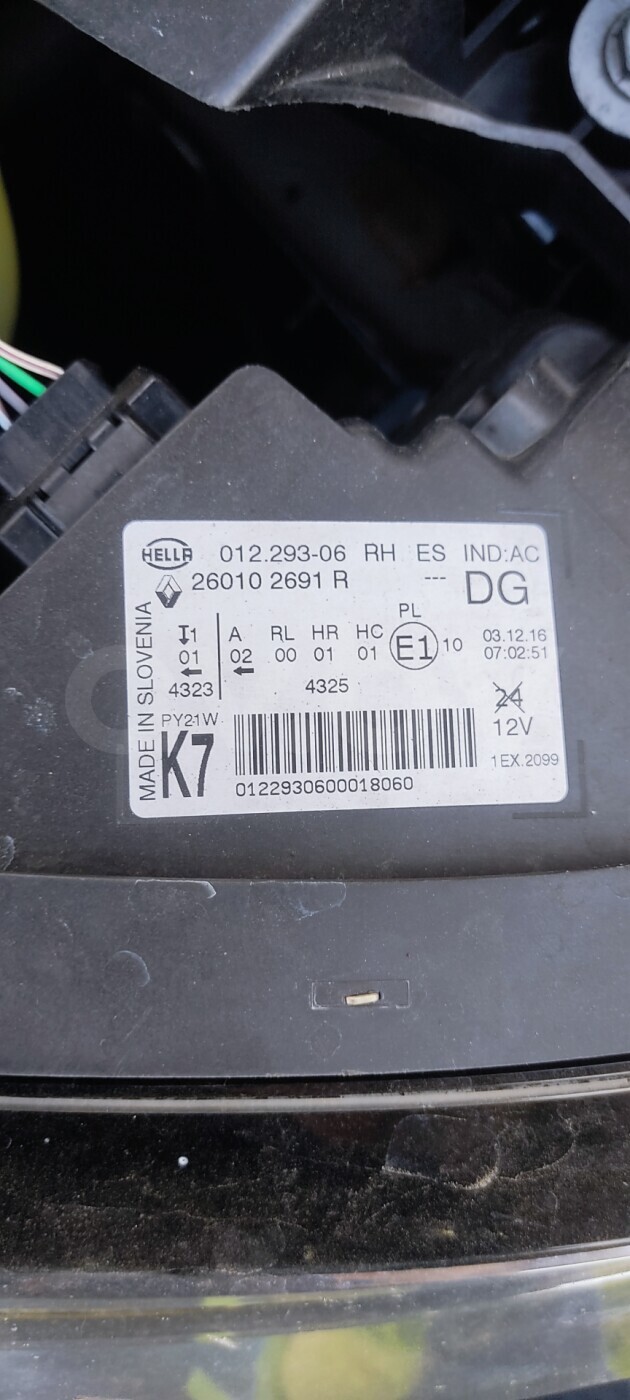 HELLA 012.293-06 RH ES IND:AC
26010 2691 R --- DG
MADE IN SLOVENIA
PL
1 A RL HR HC E1 10 03.12.16
01 02 00 01 01 07:02:51
4323 4325
24
PY21W 12V
K7 1EX.2099
0122930600018060